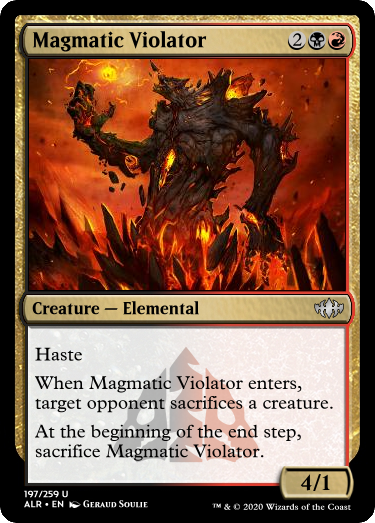 Magmatic Violator 2
Creature — Elemental
Haste
When Magmatic Violator enters,
target opponent sacrifices a creature.
At the beginning of the end step,
sacrifice Magmatic Violator.
4/1
197/259 U
ALR • EN Geraud Soulie
™ & © 2020 Wizards of the Coast